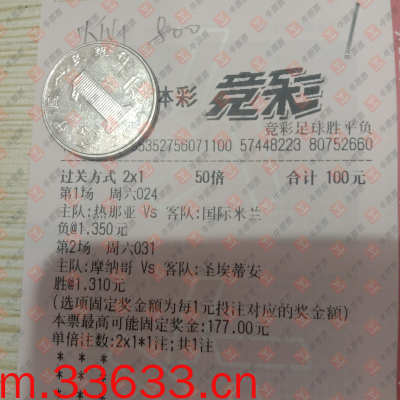 800
本彩 竞彩
竞彩足球胜平负
6352756071100 57448223 80752660
过关方式 2x1 50倍 合计 100元
第1场 周六024
主队:热那亚 Vs 客队:国际米兰
负@1.350元
第2场 周六031
主队:摩纳哥 Vs 客队:圣埃蒂安
胜@1.310元
(选项固定奖金额为每1元投注对应的奖金额)
本票最高可能固定奖金:177.00元
单倍注数:2x1*1注;共1注
* * *
* * *
m.33633.cn